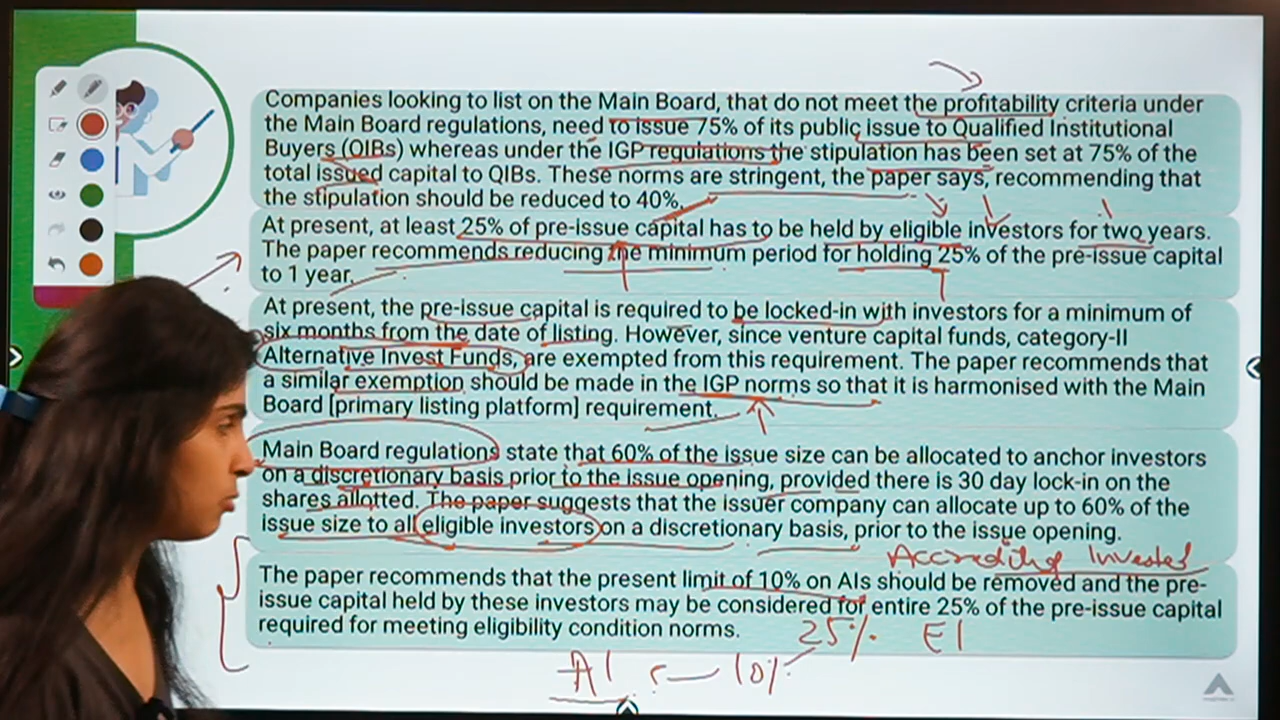 Companies looking to list on the Main Board, that do not meet the profitability criteria under
the Main Board regulations, need to issue 75% of its public issue to Qualified Institutional
Buyers (QIBs) whereas under the IGP regulations the stipulation has been set at 75% of the
total issued capital to QIBs. These norms are stringent, the paper says, recommending that
the stipulation should be reduced to 40%.
At present, at least 25% of pre-issue capital has to be held by eligible investors for two years.
The paper recommends reducing the minimum period for holding 25% of the pre-issue capital
to 1 year.
At present, the pre-issue capital is required to be locked-in with investors for a minimum of
six months from the date of listing. However, since venture capital funds, category-II
Alternative Invest Funds, are exempted from this requirement. The paper recommends that
a similar exemption should be made in the IGP norms so that it is harmonised with the Main
Board [primary listing platform] requirement.
Main Board regulations state that 60% of the issue size can be allocated to anchor investors
on a discretionary basis prior to the issue opening, provided there is 30 day lock-in on the
shares allotted. The paper suggests that the issuer company can allocate up to 60% of the
issue size to all eligible investors on a discretionary basis, prior to the issue opening.
The paper recommends that the present limit of 10% on AIs should be removed and the pre-
issue capital held by these investors may be considered for entire 25% of the pre-issue capital
required for meeting eligibility condition norms.
25% EI
AI 10%